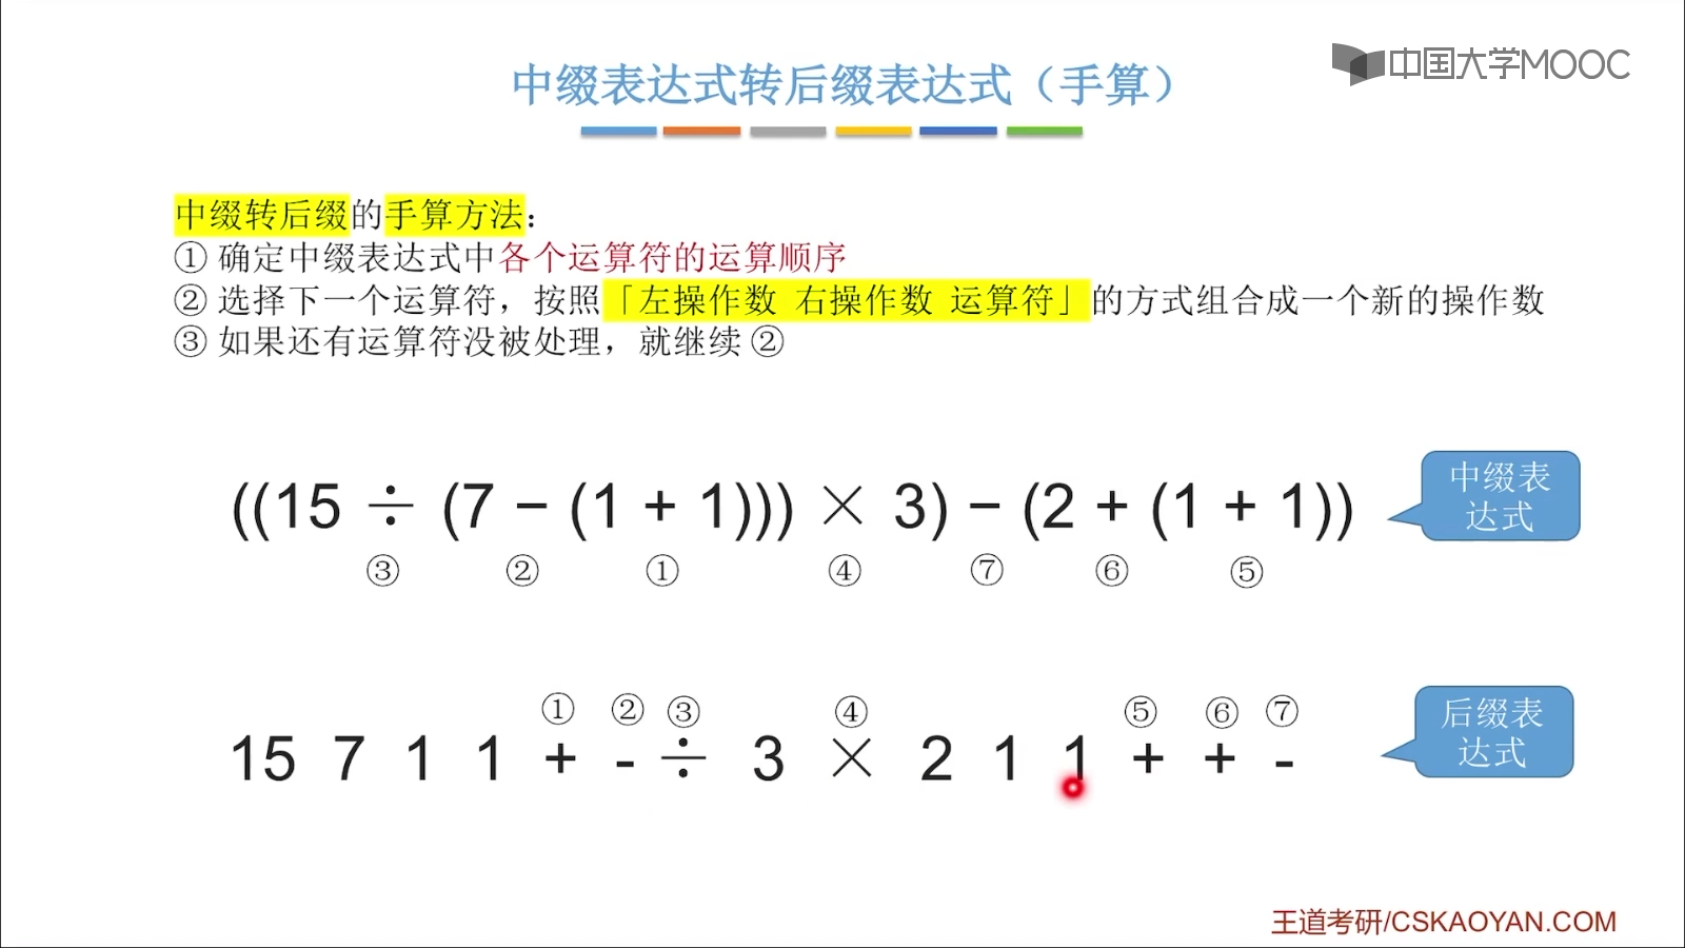 中国大学MOOC
中缀表达式转后缀表达式（手算）
中缀转后缀的手算方法：
① 确定中缀表达式中各个运算符的运算顺序
② 选择下一个运算符，按照「左操作数 右操作数 运算符」的方式组合成一个新的操作数
③ 如果还有运算符没被处理，就继续 ②
((15 ÷ (7 − (1 + 1))) × 3) − (2 + (1 + 1))
③ ② ① ④ ⑦ ⑥ ⑤
中缀表
达式
① ② ③ ④ ⑤ ⑥ ⑦
15 7 1 1 + - ÷ 3 × 2 1 1 + + -
后缀表
达式
王道考研/CSKAOYAN.COM